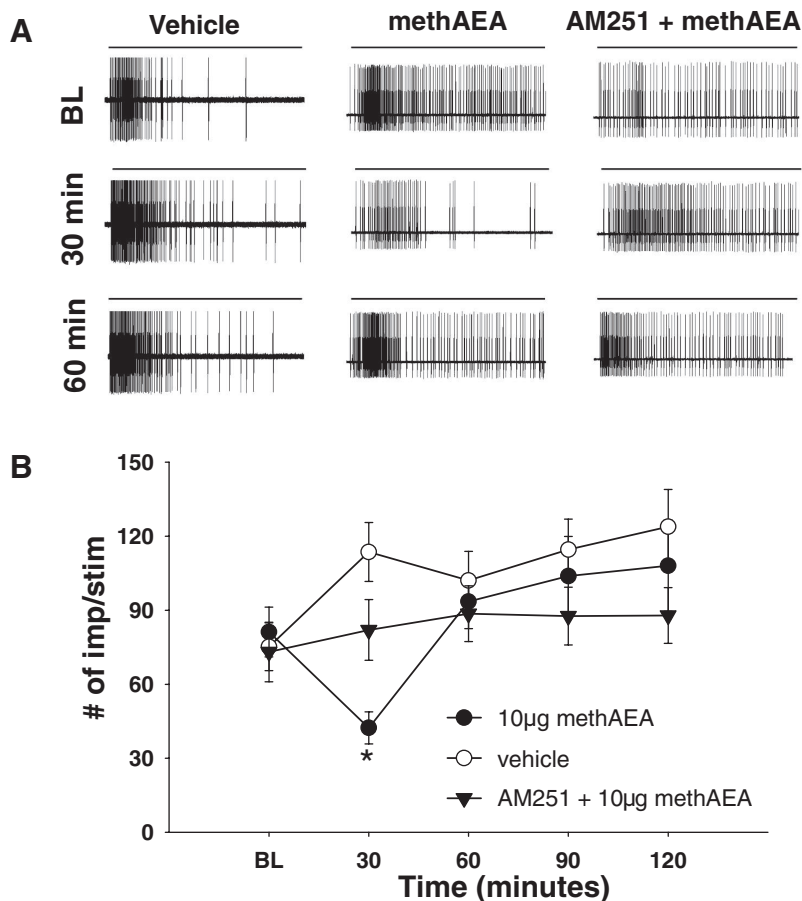 A
Vehicle methAEA AM251 + methAEA
BL
30 min
60 min
B
# of imp/stim
150
120
90
60
30
0
*
10µg methAEA
vehicle
AM251 + 10µg methAEA
BL 30 60 90 120
Time (minutes)